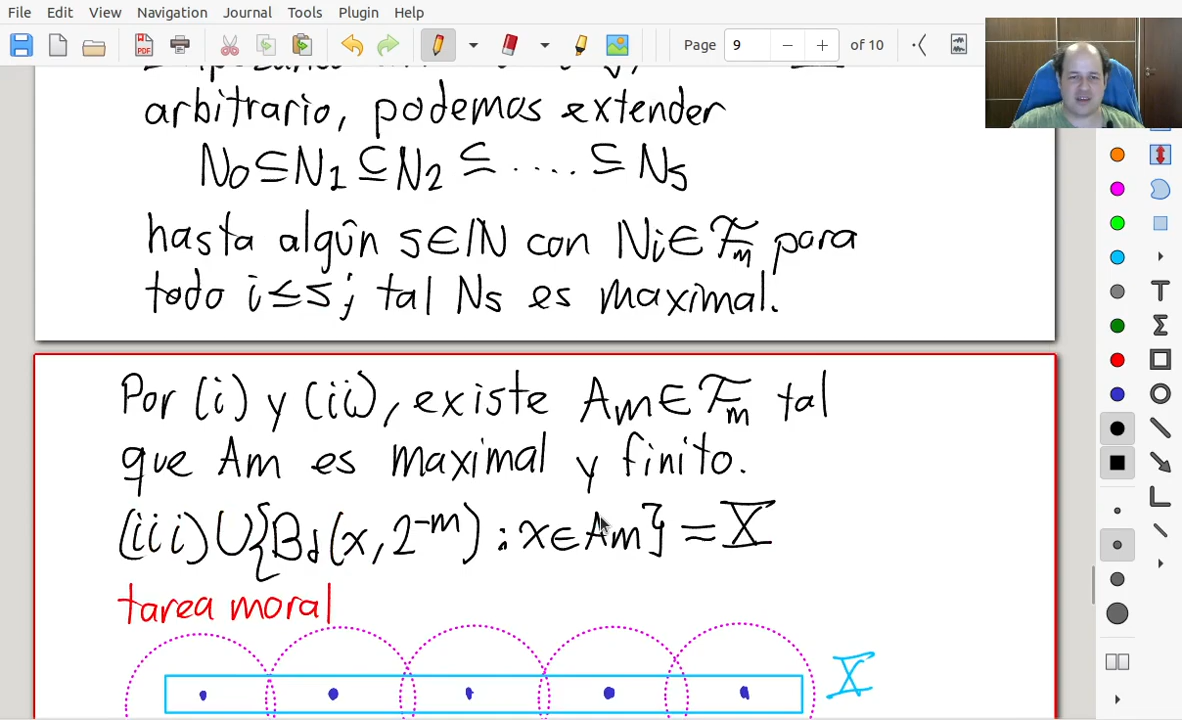 File Edit View Navigation Journal Tools Plugin Help
Page 9 of 10
arbitrario, podemos extender
N0 ⊆ N1 ⊆ N2 ⊆ .... ⊆ Ns
hasta algún s∈ℕ con Ni∈ℱm para
todo i≤s; tal Ns es maximal.
Por (i) y (ii), existe Am∈ℱm tal
que Am es maximal y finito.
(iii) ∪{Bd(x, 2^-m) : x∈Am} = X
tarea moral
X